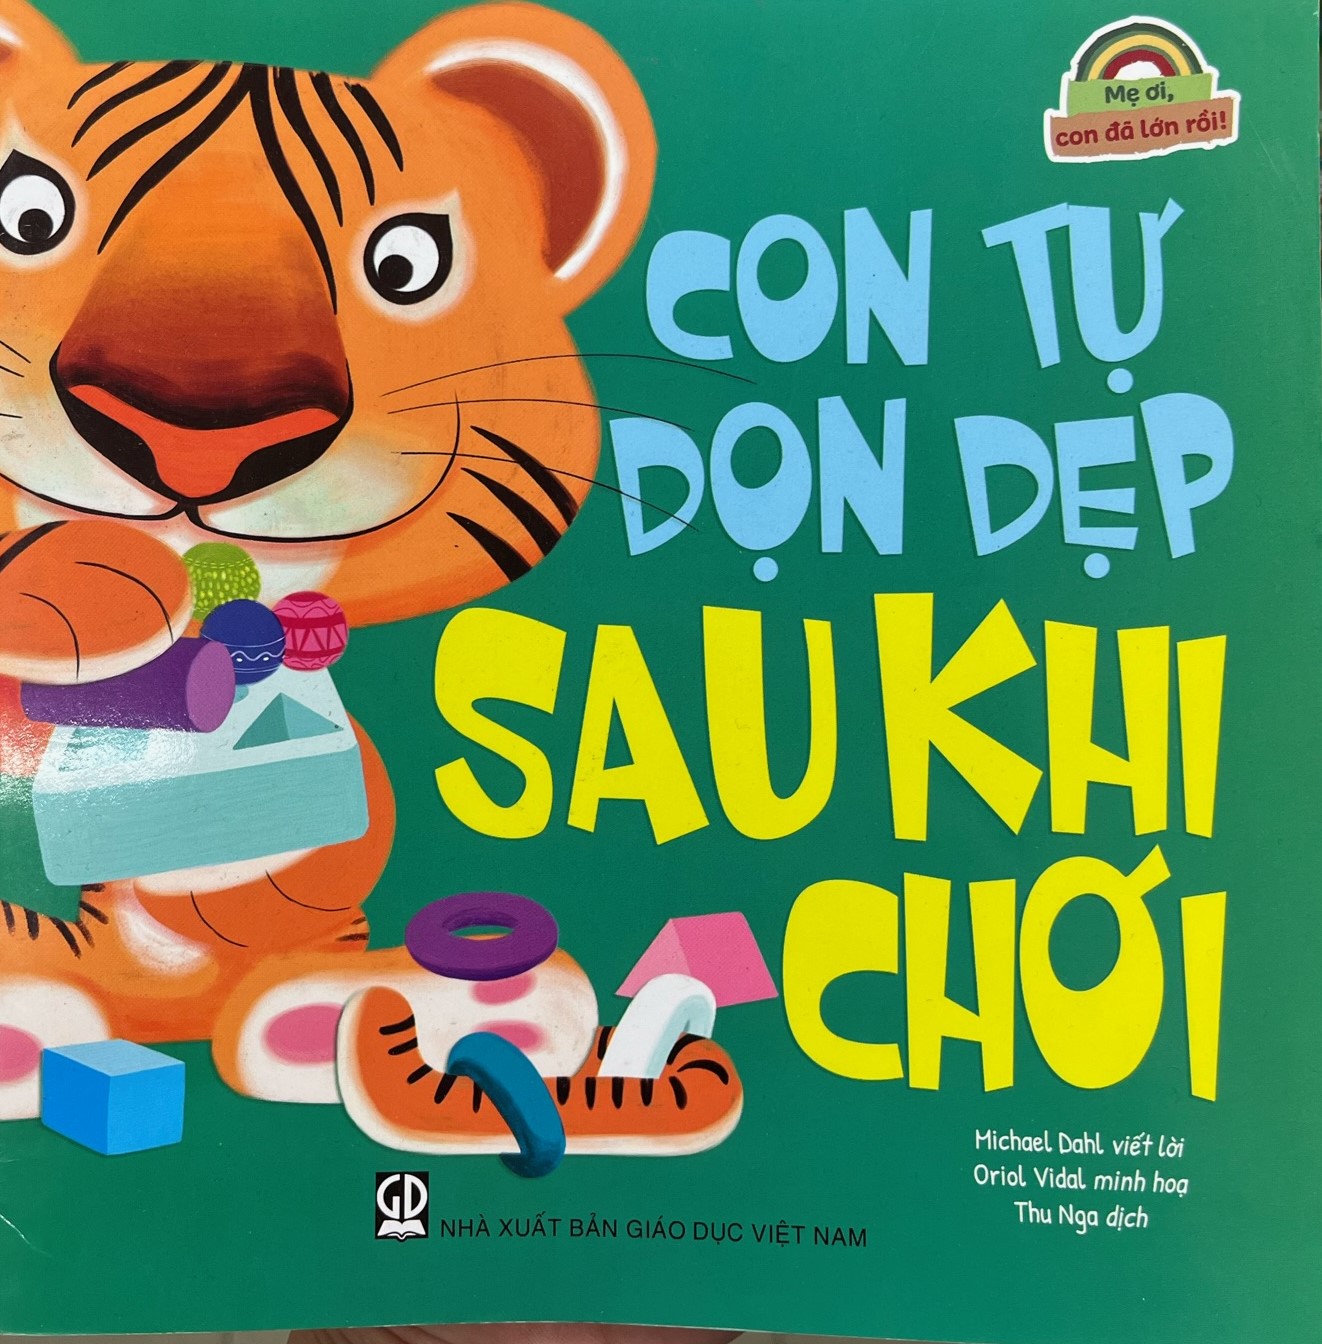 Mẹ ơi,
con đã lớn rồi!
CON TỰ
DỌN DẸP
SAU KHI
CHƠI
Michael Dahl viết lời
Oriol Vidal minh hoạ
Thu Nga dịch
GD
NHÀ XUẤT BẢN GIÁO DỤC VIỆT NAM